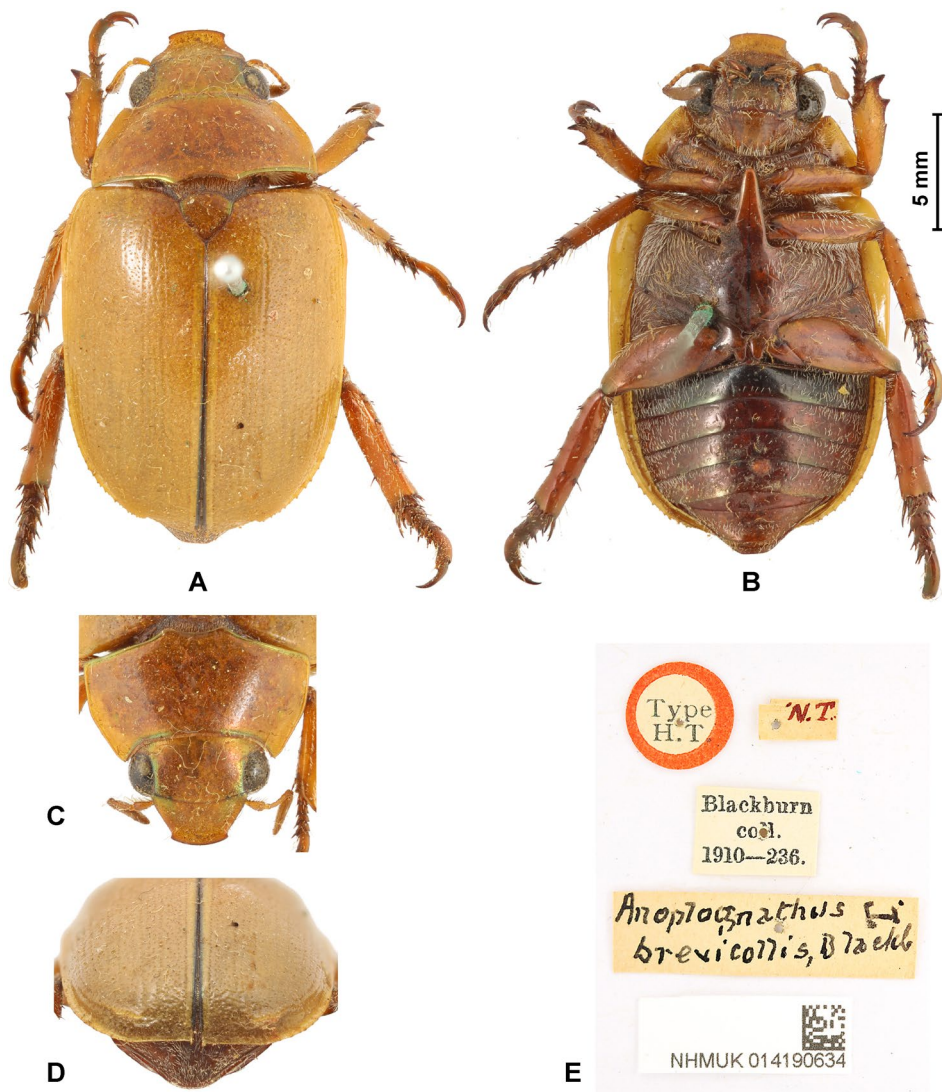 A
B
5 mm
C
D
E
Type
H.T.
N.T.
Blackburn
coll.
1910—236.
Anoplognathus
brevicollis, Blackb
NHMUK 014190634